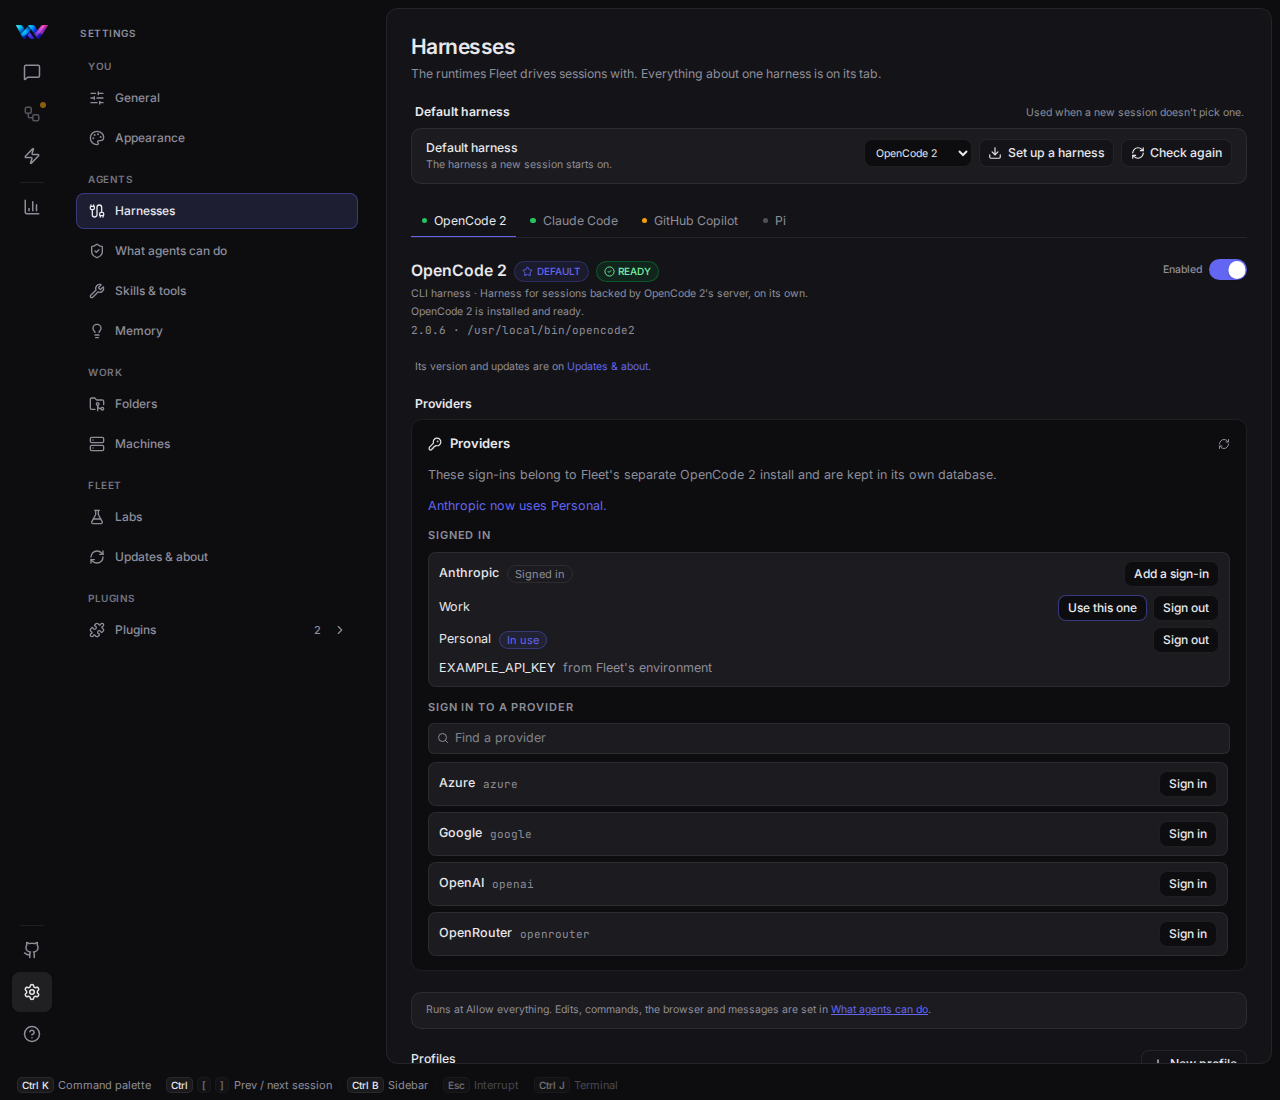 SETTINGS
YOU
General
Appearance
AGENTS
Harnesses
What agents can do
Skills & tools
Memory
WORK
Folders
Machines
FLEET
Labs
Updates & about
PLUGINS
Plugins 2
Harnesses
The runtimes Fleet drives sessions with. Everything about one harness is on its tab.
Default harness Used when a new session doesn't pick one.
Default harness
The harness a new session starts on.
OpenCode 2 Set up a harness Check again
OpenCode 2 Claude Code GitHub Copilot Pi
OpenCode 2 DEFAULT READY Enabled
CLI harness · Harness for sessions backed by OpenCode 2's server, on its own.
OpenCode 2 is installed and ready.
2.0.6 · /usr/local/bin/opencode2
Its version and updates are on Updates & about.
Providers
Providers
These sign-ins belong to Fleet's separate OpenCode 2 install and are kept in its own database.
Anthropic now uses Personal.
SIGNED IN
Anthropic Signed in Add a sign-in
Work Use this one Sign out
Personal In use Sign out
EXAMPLE_API_KEY from Fleet's environment
SIGN IN TO A PROVIDER
Find a provider
Azure azure Sign in
Google google Sign in
OpenAI openai Sign in
OpenRouter openrouter Sign in
Runs at Allow everything. Edits, commands, the browser and messages are set in What agents can do.
Profiles New profile
Ctrl K Command palette Ctrl [ ] Prev / next session Ctrl B Sidebar Esc Interrupt Ctrl J Terminal